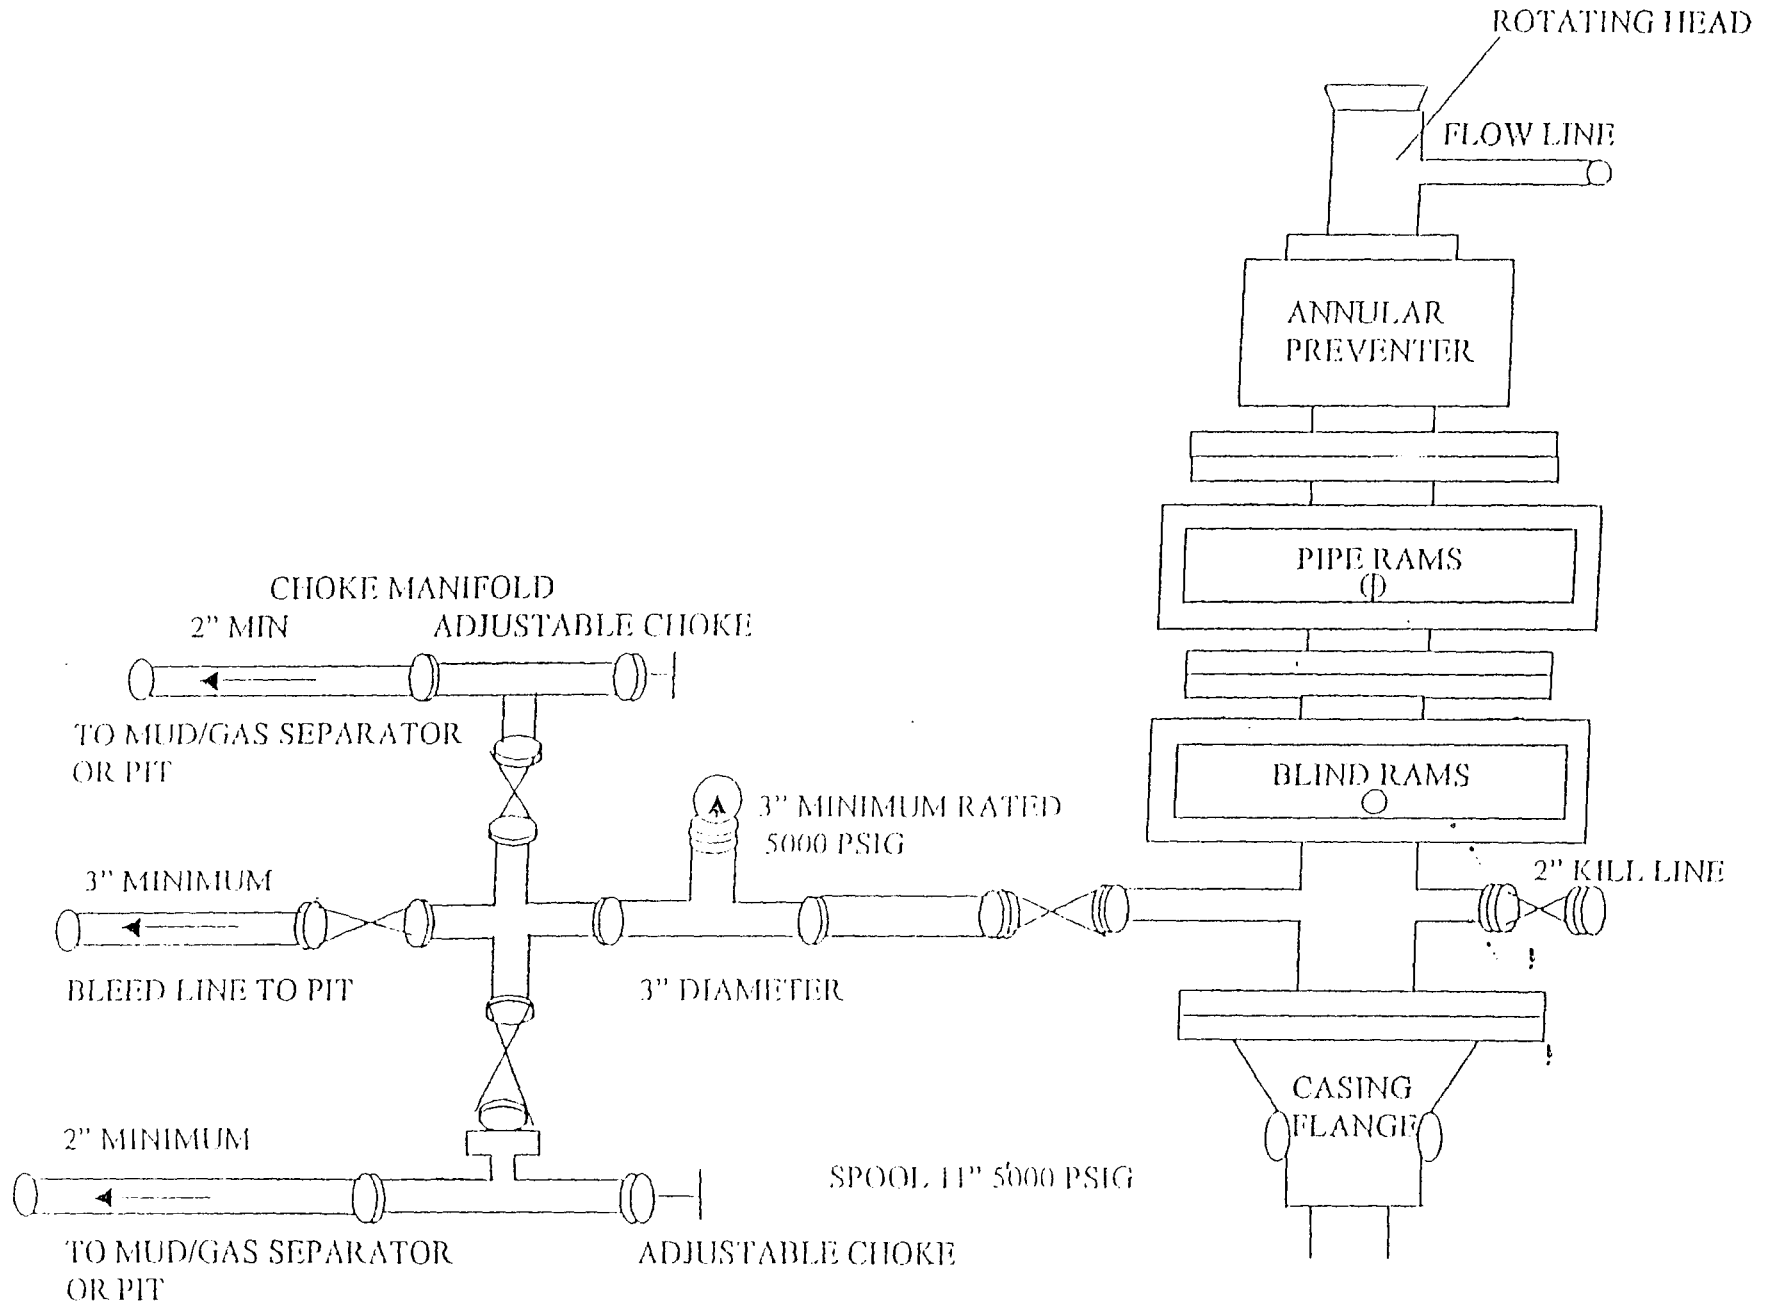 ROTATING HEAD
FLOW LINE
ANNULAR
PREVENTER
PIPE RAMS
CHOKE MANIFOLD
2" MIN
ADJUSTABLE CHOKE
TO MUD/GAS SEPARATOR
OR PIT
BLIND RAMS
3" MINIMUM RATED
5000 PSIG
3" MINIMUM
2" KILL LINE
BLEED LINE TO PIT
3" DIAMETER
CASING
FLANGE
2" MINIMUM
SPOOL 11" 5000 PSIG
TO MUD/GAS SEPARATOR
OR PIT
ADJUSTABLE CHOKE